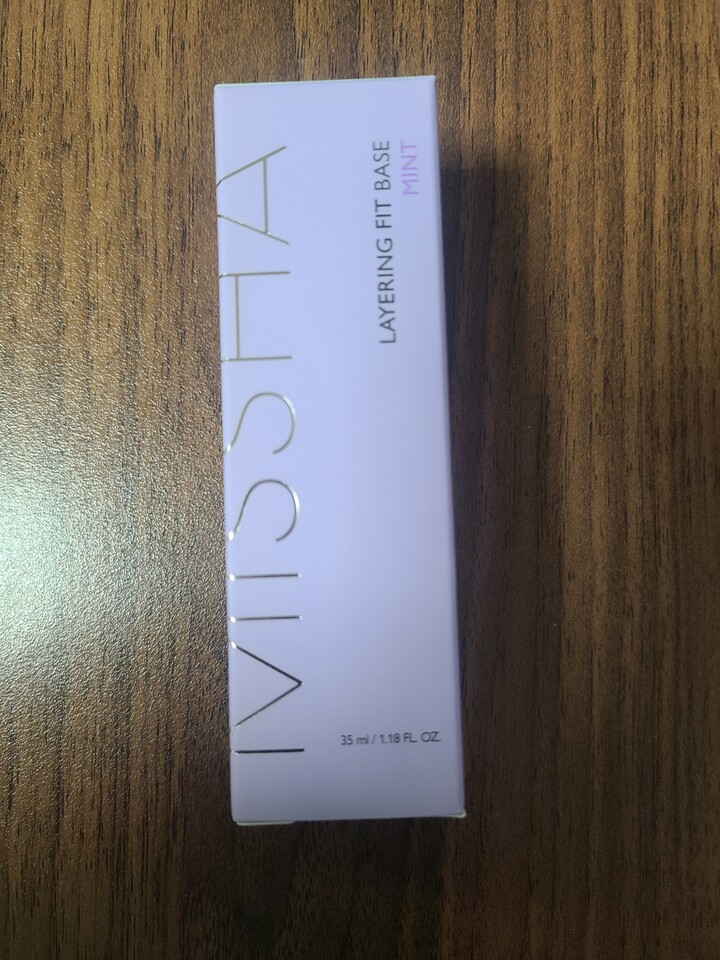 MISSHA
LAYERING FIT BASE
MINT
35 ml / 1.18 FL. OZ.